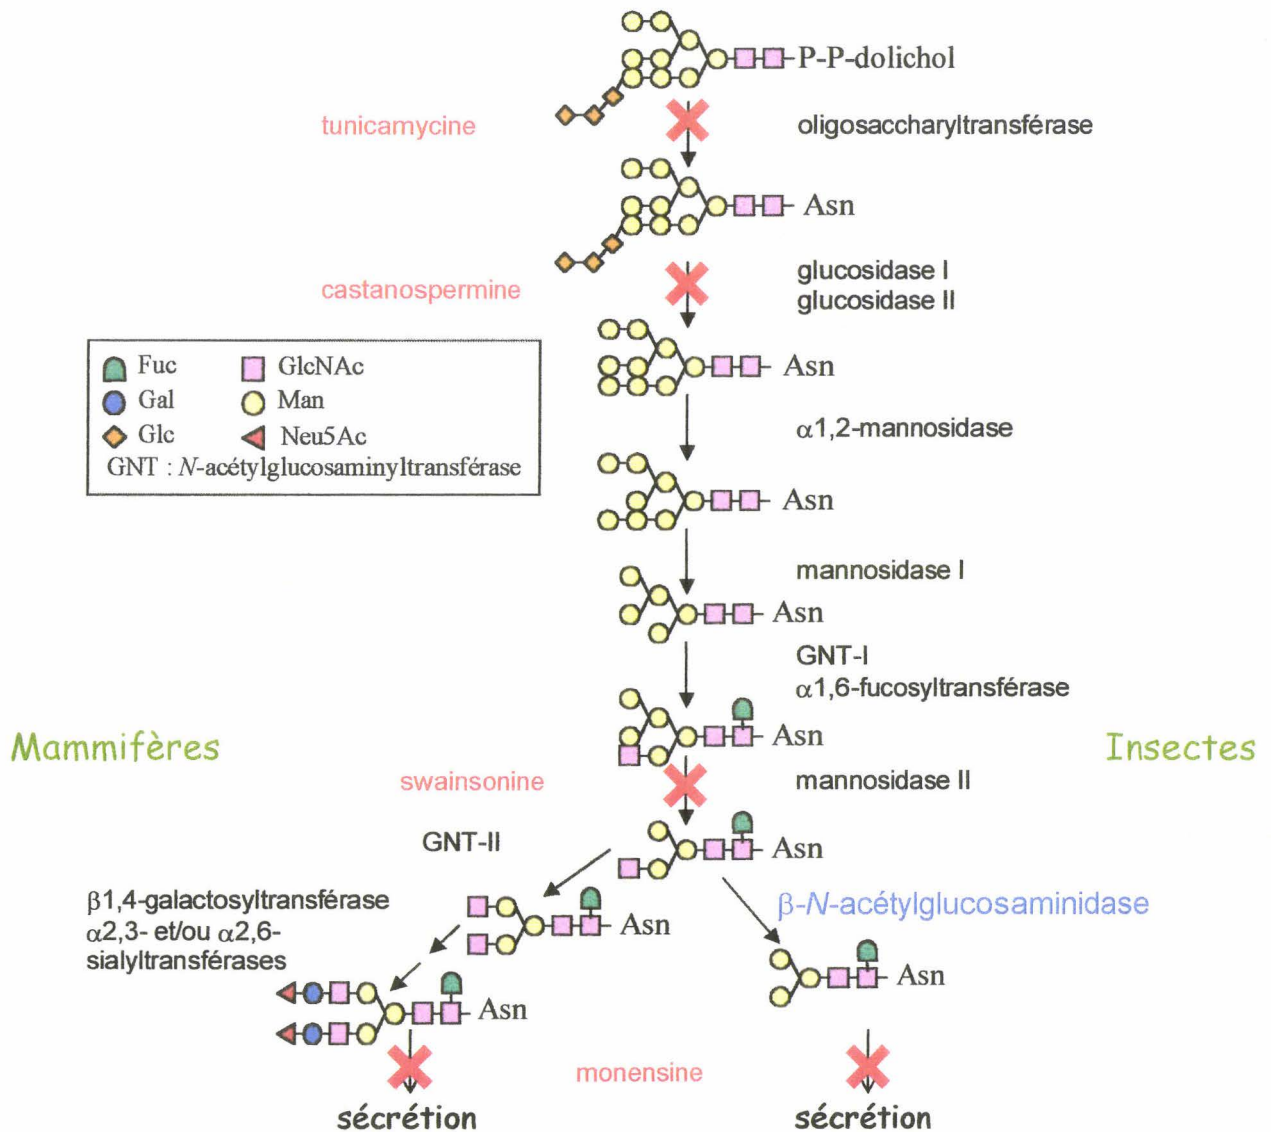 P-P-dolichol
tunicamycine
oligosaccharyltransférase
Asn
castanospermine
glucosidase I
glucosidase II
Fuc GlcNAc
Gal Man
Glc Neu5Ac
GNT : N-acétylglucosaminyltransférase
Asn
α1,2-mannosidase
Asn
mannosidase I
Asn
GNT-I
α1,6-fucosyltransférase
Asn
Mammifères
Insectes
swainsonine
mannosidase II
GNT-II
Asn
β1,4-galactosyltransférase
α2,3- et/ou α2,6-
sialyltransférases
β-N-acétylglucosaminidase
Asn
Asn
Asn
monensine
sécrétion
sécrétion